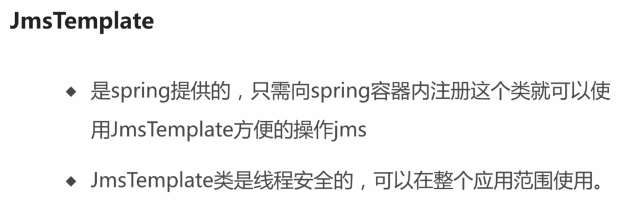 JmsTemplate
◆ 是spring提供的，只需向spring容器内注册这个类就可以使
用JmsTemplate方便的操作jms
◆ JmsTemplate类是线程安全的，可以在整个应用范围使用。